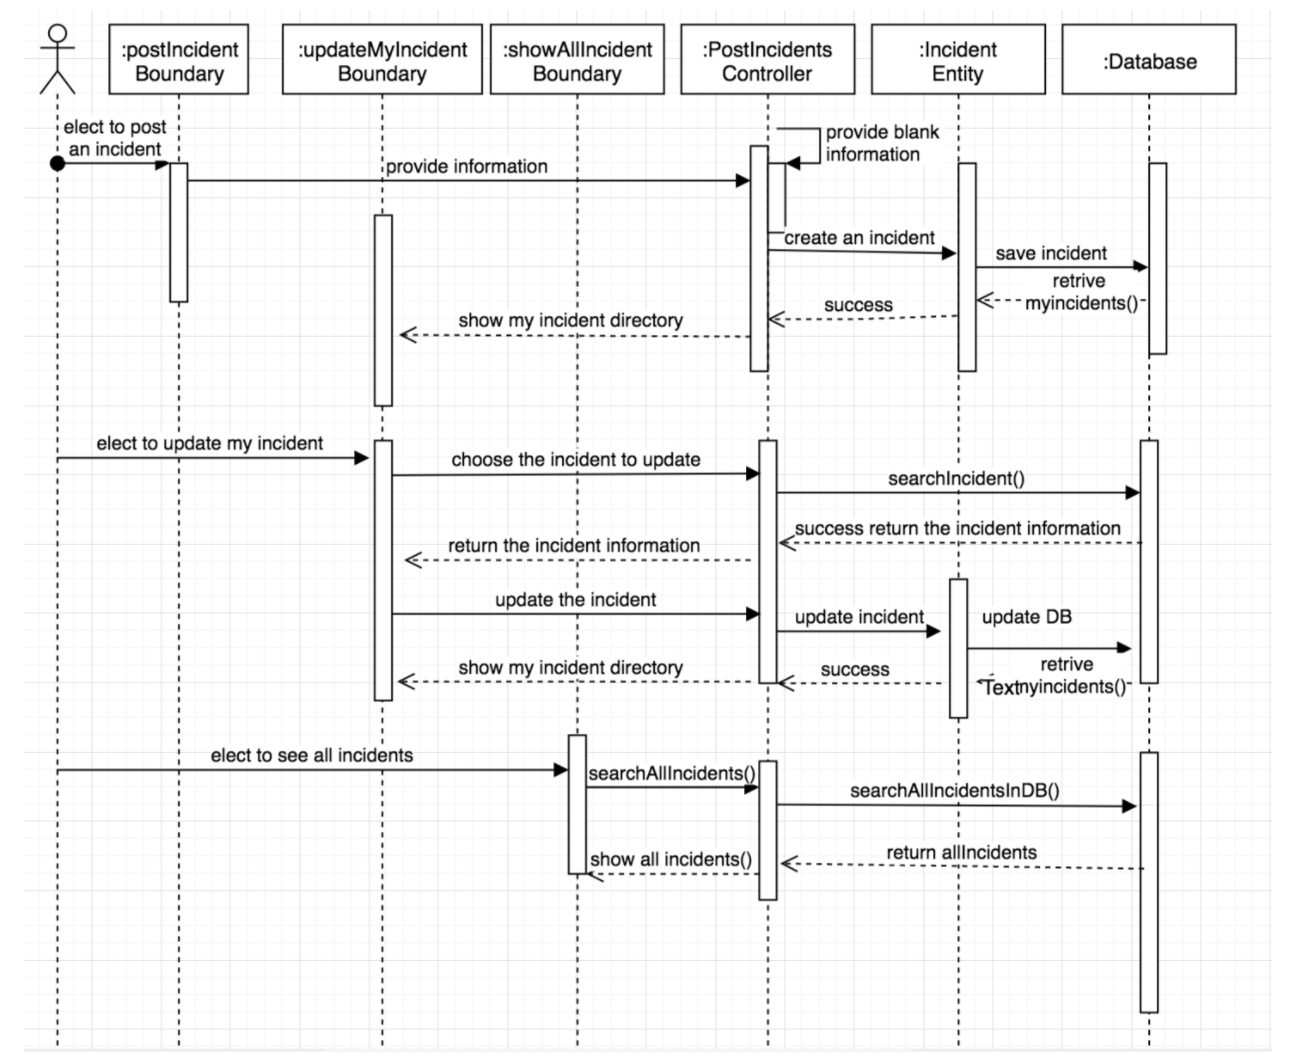 :postIncident
Boundary
:updateMyIncident
Boundary
:showAllIncident
Boundary
:PostIncidents
Controller
:Incident
Entity
:Database
elect to post
an incident
provide blank
information
provide information
create an incident
save incident
retrive
myincidents()
success
show my incident directory
elect to update my incident
choose the incident to update
searchIncident()
success return the incident information
return the incident information
update the incident
update incident
update DB
retrive
Textnyincidents()
success
show my incident directory
elect to see all incidents
searchAllIncidents()
searchAllIncidentsInDB()
return allIncidents
show all incidents()